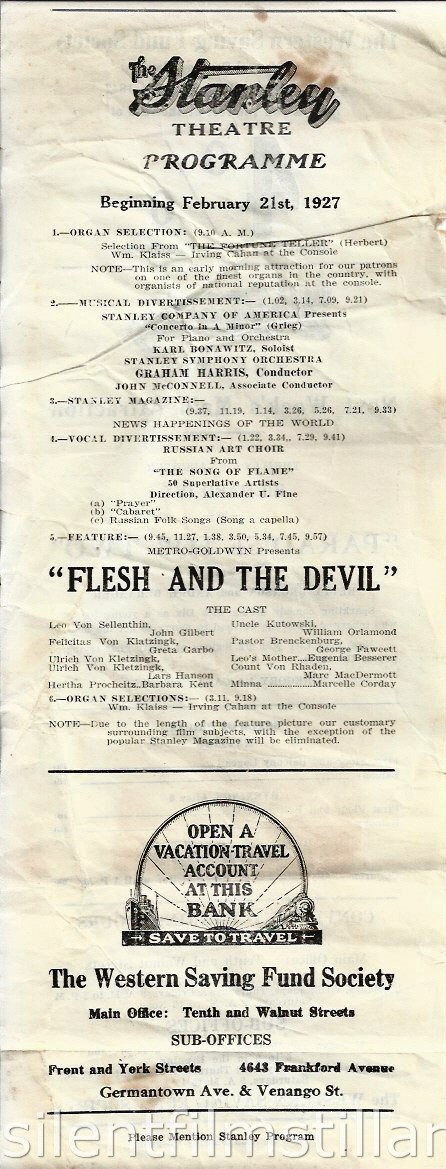 The
Stanley
THEATRE
PROGRAMME
Beginning February 21st, 1927
1.—ORGAN SELECTION: (9.10 A. M.)
Selection From "THE FORTUNE TELLER" (Herbert)
Wm. Klaiss — Irving Cahan at the Console
NOTE—This is an early morning attraction for our patrons
on one of the finest organs in the country, with
organists of national reputation at the console.
2.—MUSICAL DIVERTISSEMENT:— (1.02, 3.14, 7.09, 9.21)
STANLEY COMPANY OF AMERICA Presents
"Concerto in A Minor" (Grieg)
For Piano and Orchestra
KARL BONAWITZ, Soloist
STANLEY SYMPHONY ORCHESTRA
GRAHAM HARRIS, Conductor
JOHN McCONNELL, Associate Conductor
3.—STANLEY MAGAZINE:—
(9.37, 11.19, 1.14, 3.26, 5.26, 7.21, 9.33)
NEWS HAPPENINGS OF THE WORLD
4.—VOCAL DIVERTISSEMENT:— (1.22, 3.34,, 7.29, 9.41)
RUSSIAN ART CHOIR
From
"THE SONG OF FLAME"
50 Superlative Artists
Direction, Alexander U. Fine
(a) "Prayer"
(b) "Cabaret"
(c) Russian Folk Songs (Song a capella)
5.—FEATURE:— (9.45, 11.27, 1.38, 3.50, 5.34, 7.45, 9.57)
METRO-GOLDWYN Presents
"FLESH AND THE DEVIL"
THE CAST
Leo Von Sellenthin, Uncle Kutowski,
John Gilbert William Orlamond
Felicitas Von Klatzingk, Pastor Brenckenburg,
Greta Garbo George Fawcett
Ulrich Von Kletzingk, Leo's Mother....Eugenia Besserer
Ulrich Von Kletzingk, Count Von Rhaden,
Lars Hanson Marc MacDermott
Hertha Procheitz..Barbara Kent Minna ..................Marcelle Corday
6.—ORGAN SELECTIONS:— (3.11, 9.18)
Wm. Klaiss — Irving Cahan at the Console
NOTE—Due to the length of the feature picture our customary
surrounding film subjects, with the exception of the
popular Stanley Magazine will be eliminated.
OPEN A
VACATION-TRAVEL
ACCOUNT
AT THIS
BANK
SAVE TO TRAVEL
The Western Saving Fund Society
Main Office: Tenth and Walnut Streets
SUB-OFFICES
Front and York Streets 4643 Frankford Avenue
Germantown Ave. & Venango St.
silentfilmstillar
Please Mention Stanley Program